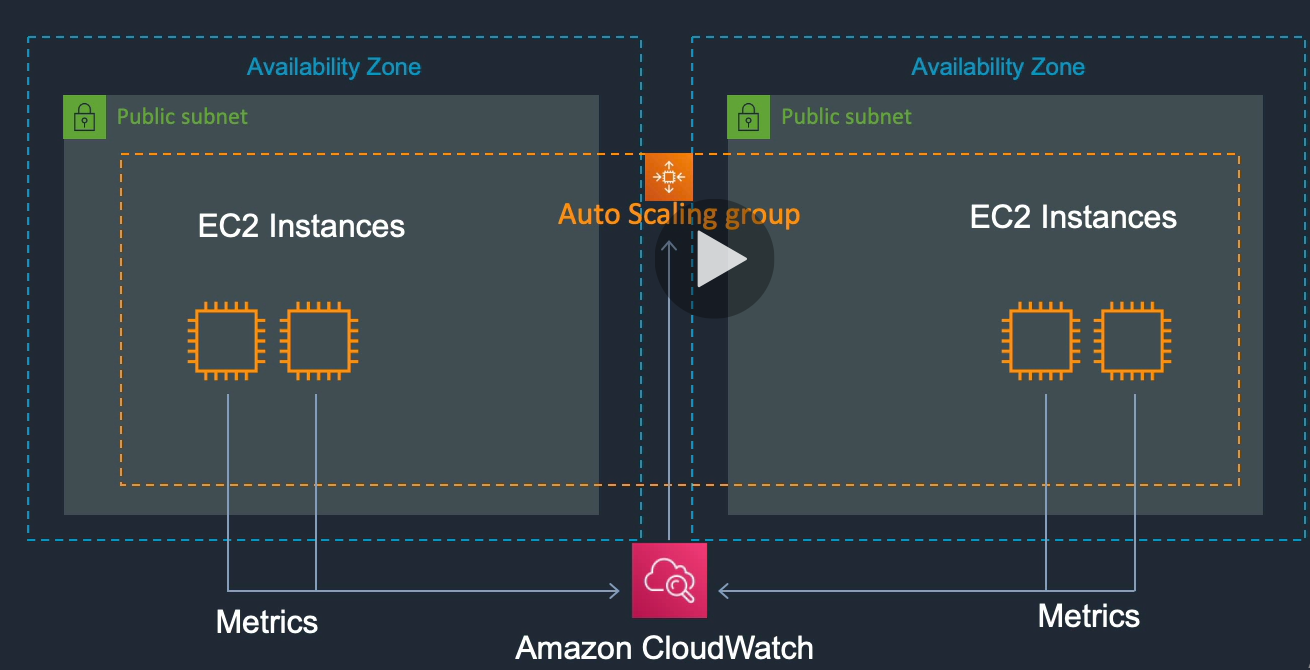 Availability Zone
Availability Zone
Public subnet
Public subnet
Auto Scaling group
EC2 Instances
EC2 Instances
Metrics
Metrics
Amazon CloudWatch